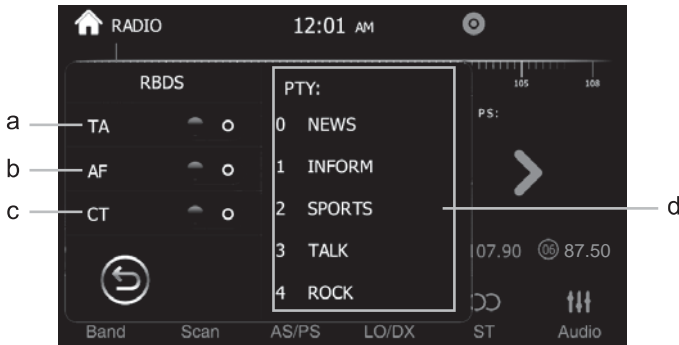 RADIO 12:01 AM
RBDS
PTY:
105 108
PS:
a TA
0 NEWS
b AF
1 INFORM
c CT
2 SPORTS
d
3 TALK
107.90 06 87.50
4 ROCK
Band Scan AS/PS LO/DX ST Audio